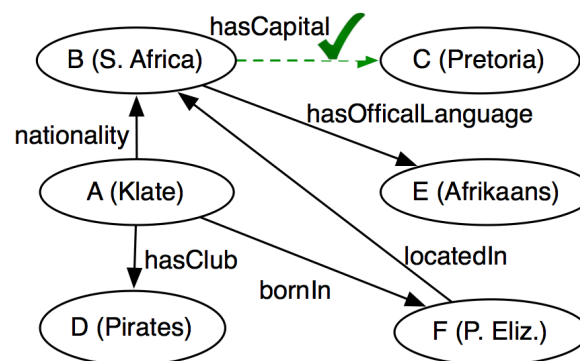 hasCapital
B (S. Africa)
C (Pretoria)
hasOfficalLanguage
nationality
A (Klate)
E (Afrikaans)
hasClub
locatedIn
bornIn
D (Pirates)
F (P. Eliz.)